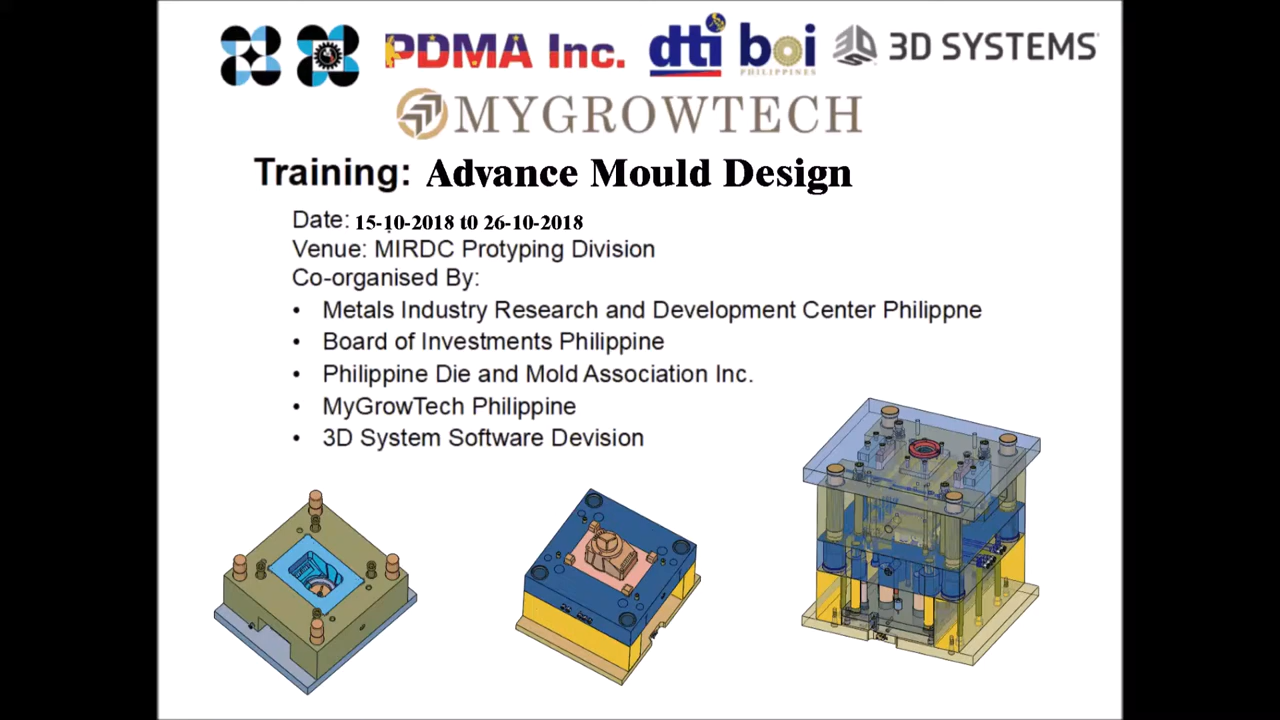 PDMA Inc. dti boi 3D SYSTEMS
PHILIPPINES
MYGROWTECH
Training: Advance Mould Design
Date: 15-10-2018 to 26-10-2018
Venue: MIRDC Protyping Division
Co-organised By:
• Metals Industry Research and Development Center Philippne
• Board of Investments Philippine
• Philippine Die and Mold Association Inc.
• MyGrowTech Philippine
• 3D System Software Devision